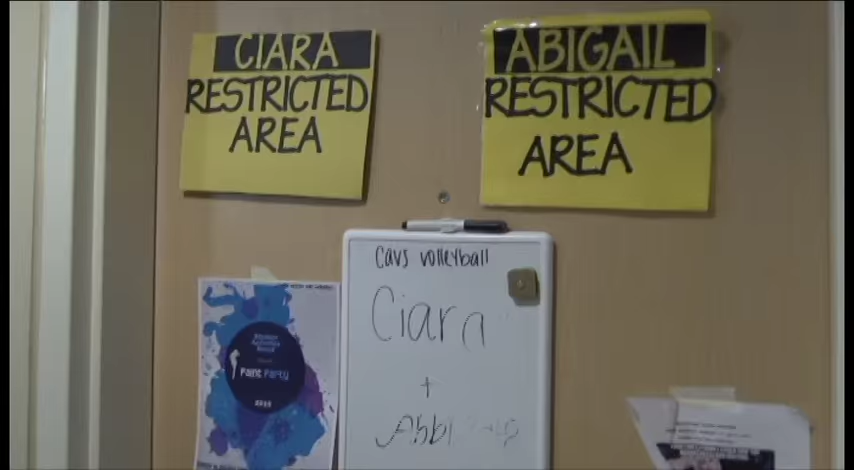 CIARA
RESTRICTED
AREA
ABIGAIL
RESTRICTED
AREA
Cavs volleyball
Ciara
+
Paint Party